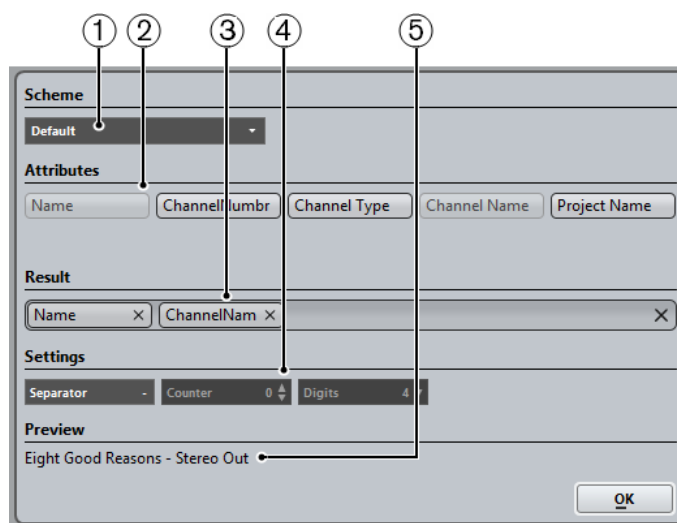 1 2 3 4 5
Scheme
Default
Attributes
Name ChannelNumbr Channel Type Channel Name Project Name
Result
Name × ChannelNam × ×
Settings
Separator - Counter 0 Digits 4
Preview
Eight Good Reasons - Stereo Out
OK